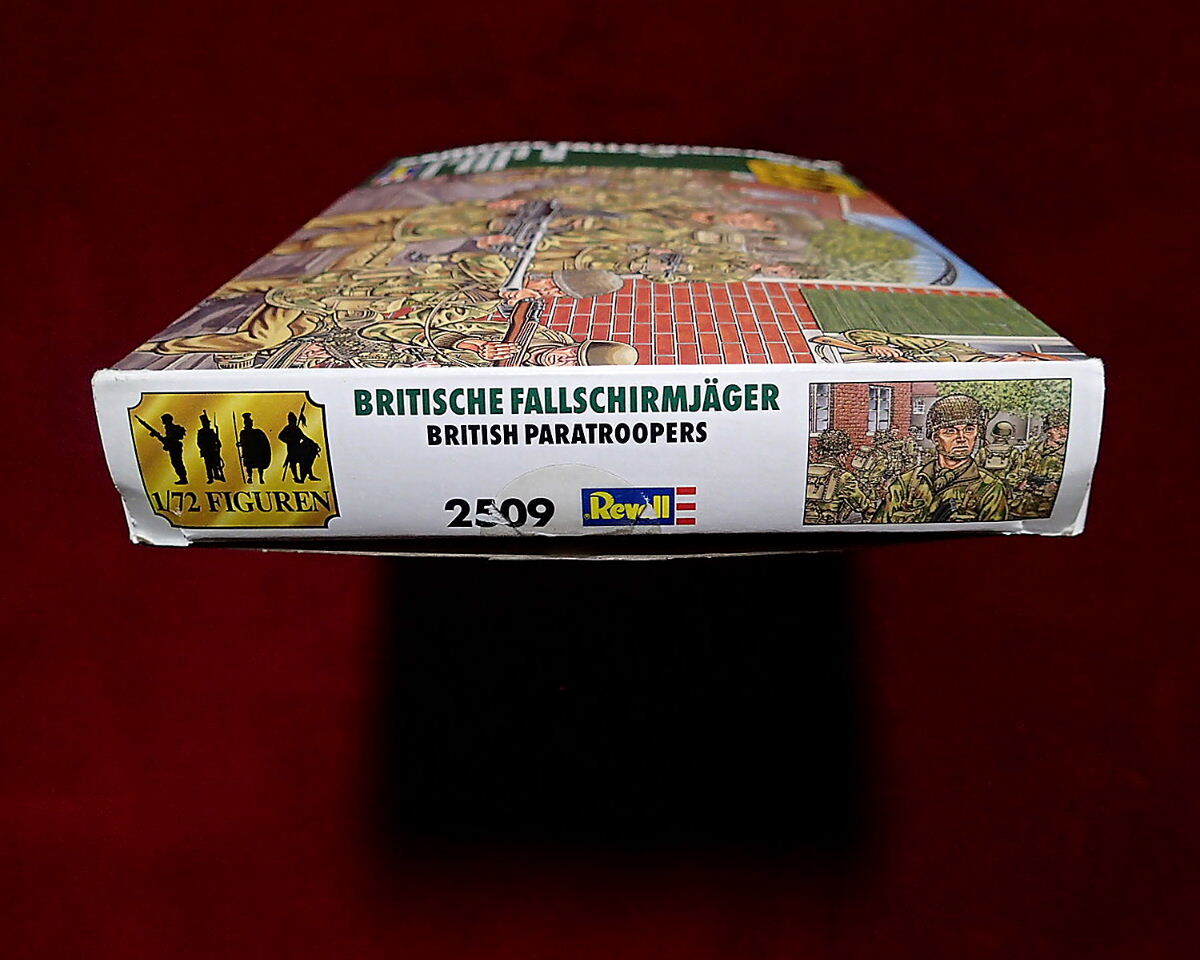 BRITISCHE FALLSCHIRMJÄGER
BRITISH PARATROOPERS
1/72 FIGUREN
2509 Revell